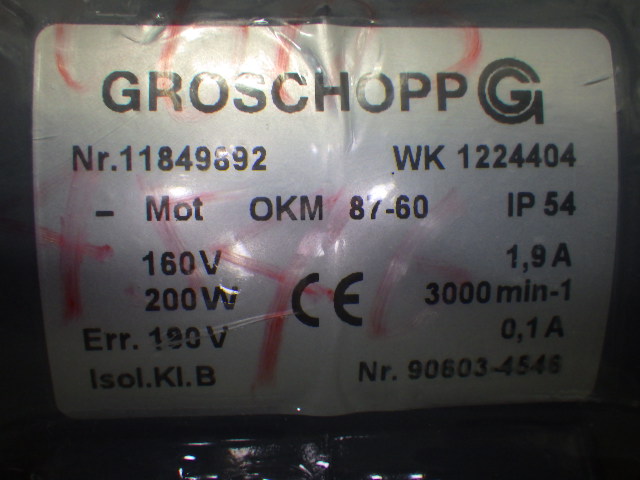 GROSCHOPP
Nr.11849892 WK 1224404
– Mot OKM 87-60 IP 54
160V 1,9 A
200W CE 3000 min-1
Err. 190V 0,1 A
Isol.Kl.B Nr. 90603-4546